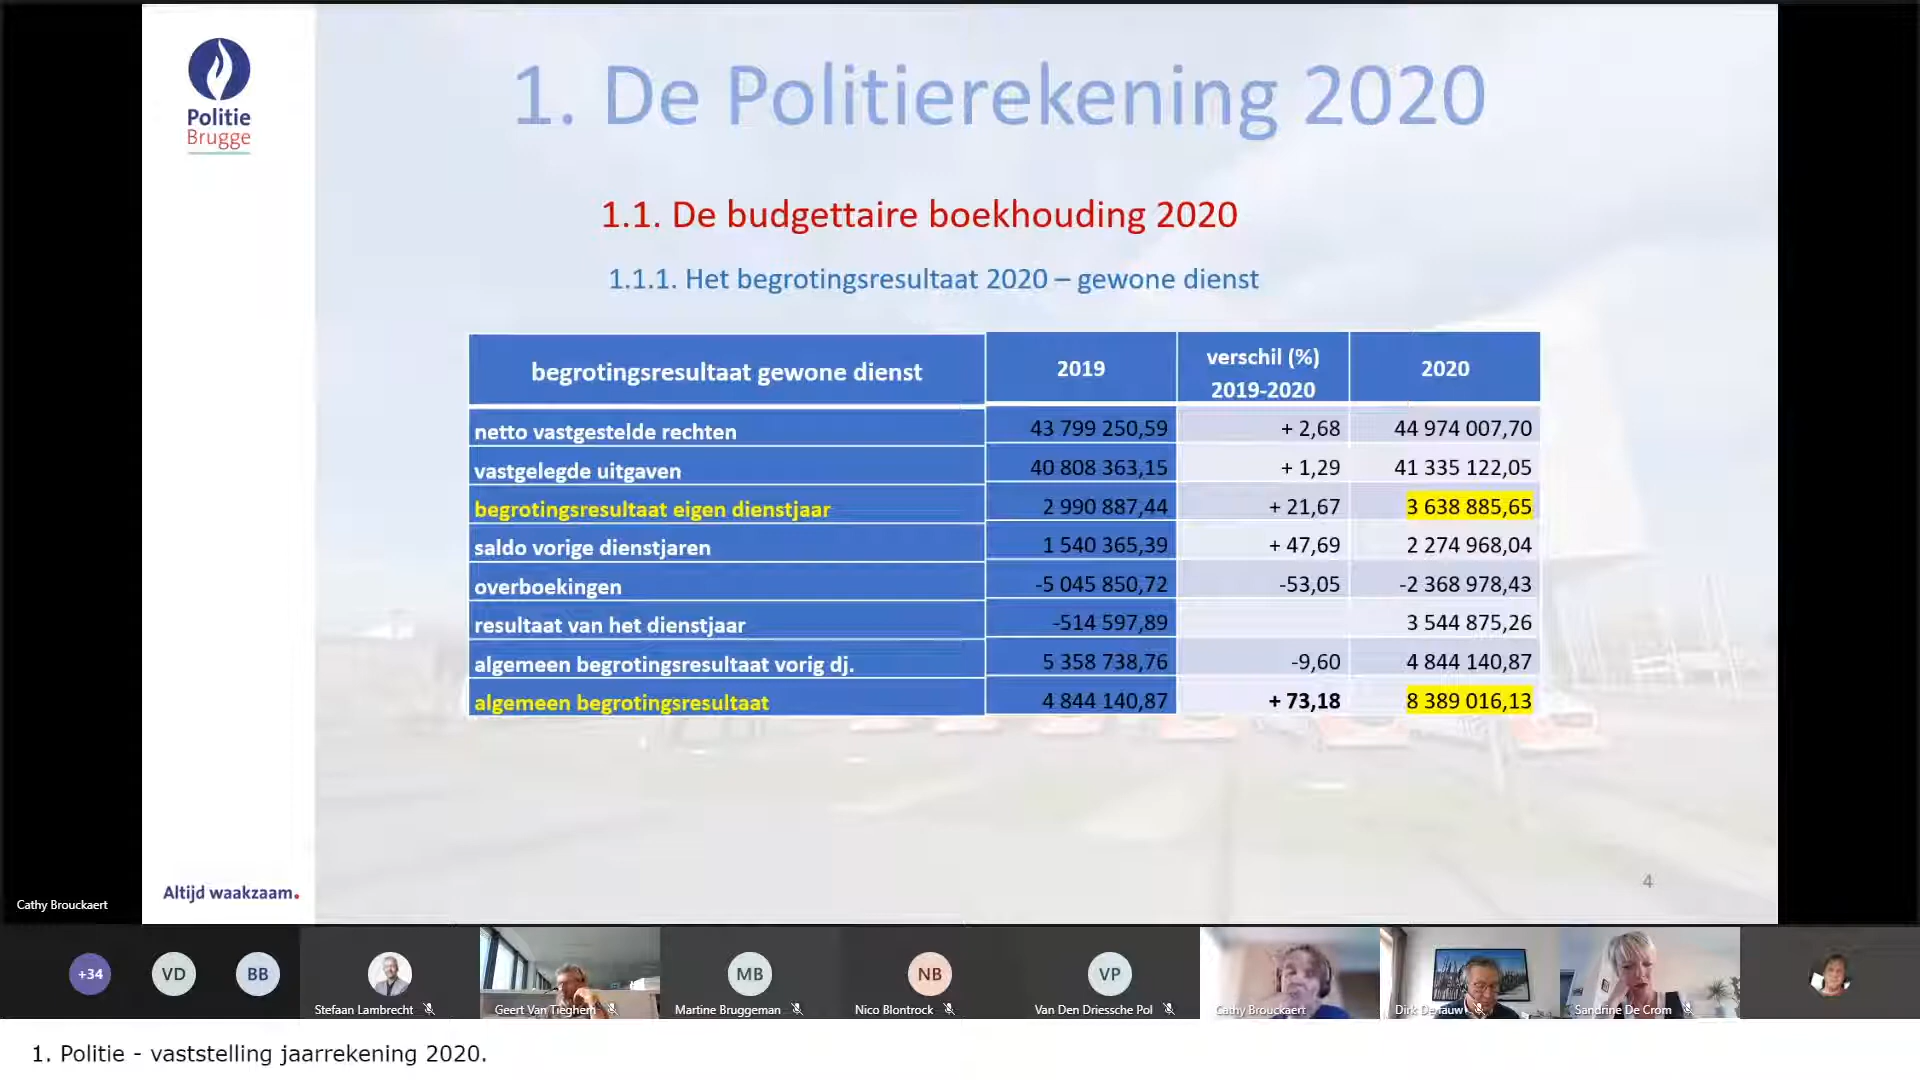 Politie
Brugge
1. De Politierekening 2020
1.1. De budgettaire boekhouding 2020
1.1.1. Het begrotingsresultaat 2020 – gewone dienst
begrotingsresultaat gewone dienst 2019 verschil (%) 2019-2020 2020
netto vastgestelde rechten 43 799 250,59 + 2,68 44 974 007,70
vastgelegde uitgaven 40 808 363,15 + 1,29 41 335 122,05
begrotingsresultaat eigen dienstjaar 2 990 887,44 + 21,67 3 638 885,65
saldo vorige dienstjaren 1 540 365,39 + 47,69 2 274 968,04
overboekingen -5 045 850,72 -53,05 -2 368 978,43
resultaat van het dienstjaar -514 597,89 3 544 875,26
algemeen begrotingsresultaat vorig dj. 5 358 738,76 -9,60 4 844 140,87
algemeen begrotingsresultaat 4 844 140,87 + 73,18 8 389 016,13
4
Altijd waakzaam.
Cathy Brouckaert
+34
VD
BB
Stefaan Lambrecht
Geert Van Tieghem
MB
Martine Bruggeman
NB
Nico Blontrock
VP
Van Den Driessche Pol
Cathy Brouckaert
Dirk De fauw
Sandrine De Crom
1. Politie - vaststelling jaarrekening 2020.